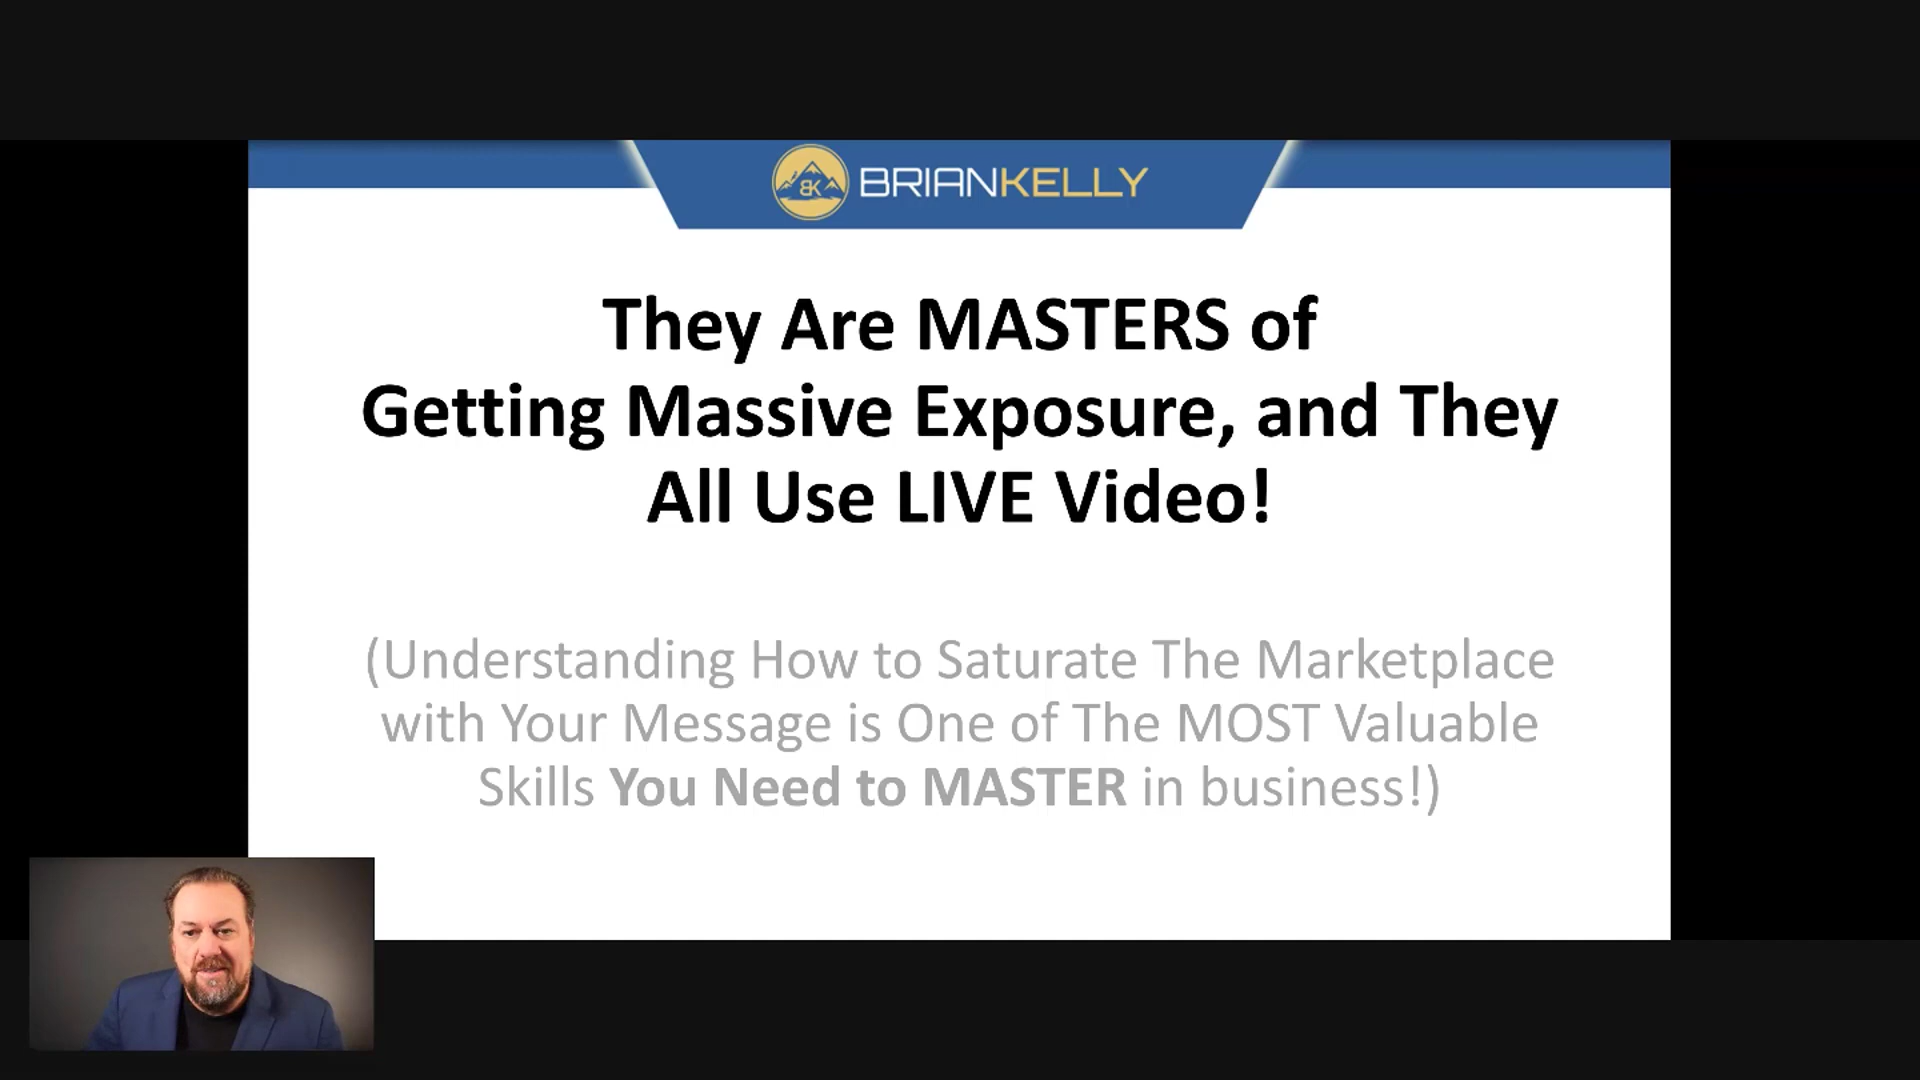 BK BRIANKELLY
They Are MASTERS of
Getting Massive Exposure, and They
All Use LIVE Video!
(Understanding How to Saturate The Marketplace
with Your Message is One of The MOST Valuable
Skills You Need to MASTER in business!)